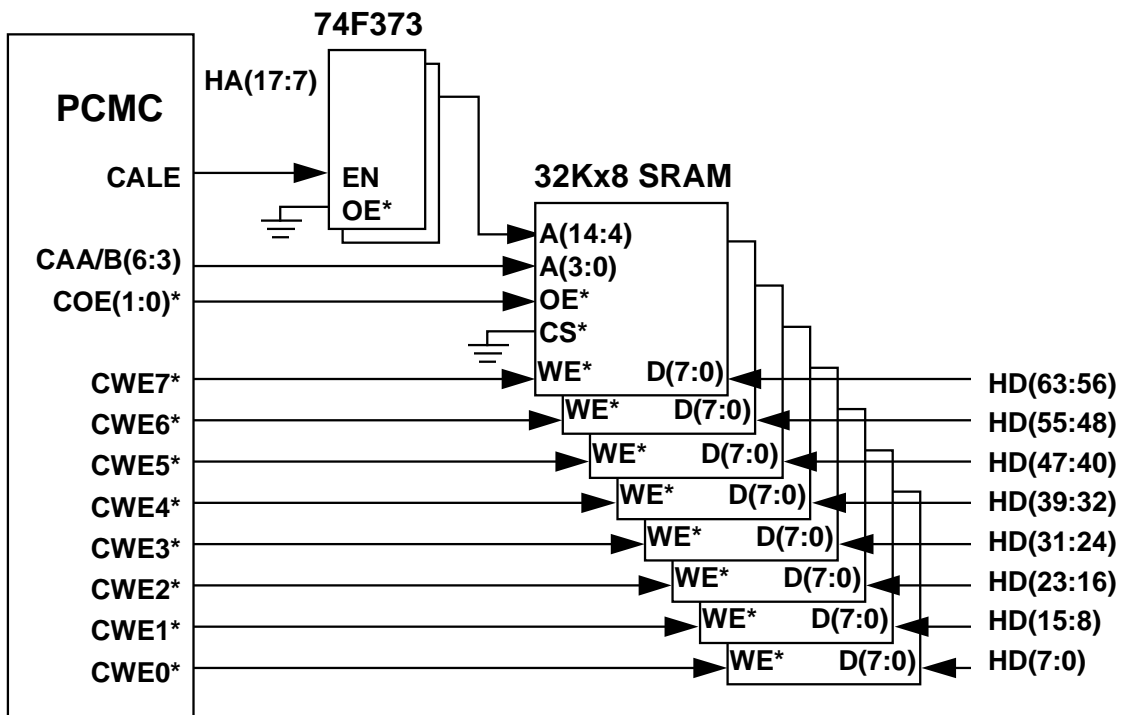 74F373
HA(17:7)
PCMC
CALE
EN
OE*
32Kx8 SRAM
A(14:4)
CAA/B(6:3)
A(3:0)
COE(1:0)*
OE*
CS*
CWE7*
WE*
D(7:0)
HD(63:56)
CWE6*
WE*
D(7:0)
HD(55:48)
CWE5*
WE*
D(7:0)
HD(47:40)
CWE4*
WE*
D(7:0)
HD(39:32)
CWE3*
WE*
D(7:0)
HD(31:24)
CWE2*
WE*
D(7:0)
HD(23:16)
CWE1*
WE*
D(7:0)
HD(15:8)
CWE0*
WE*
D(7:0)
HD(7:0)